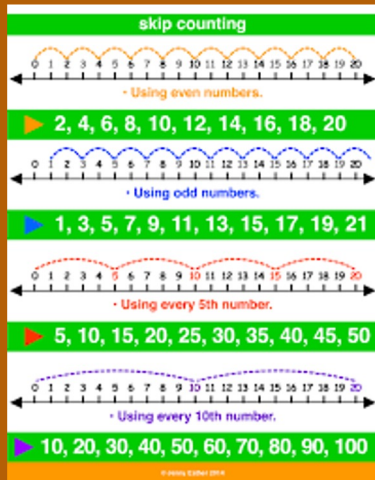 skip counting
0 1 2 3 4 5 6 7 8 9 10 11 12 13 14 15 16 17 18 19 20
• Using even numbers.
2, 4, 6, 8, 10, 12, 14, 16, 18, 20
0 1 2 3 4 5 6 7 8 9 10 11 12 13 14 15 16 17 18 19 20
• Using odd numbers.
1, 3, 5, 7, 9, 11, 13, 15, 17, 19, 21
0 1 2 3 4 5 6 7 8 9 10 11 12 13 14 15 16 17 18 19 20
• Using every 5th number.
5, 10, 15, 20, 25, 30, 35, 40, 45, 50
0 1 2 3 4 5 6 7 8 9 10 11 12 13 14 15 16 17 18 19 20
• Using every 10th number.
10, 20, 30, 40, 50, 60, 70, 80, 90, 100
© Jenny Eather 2014